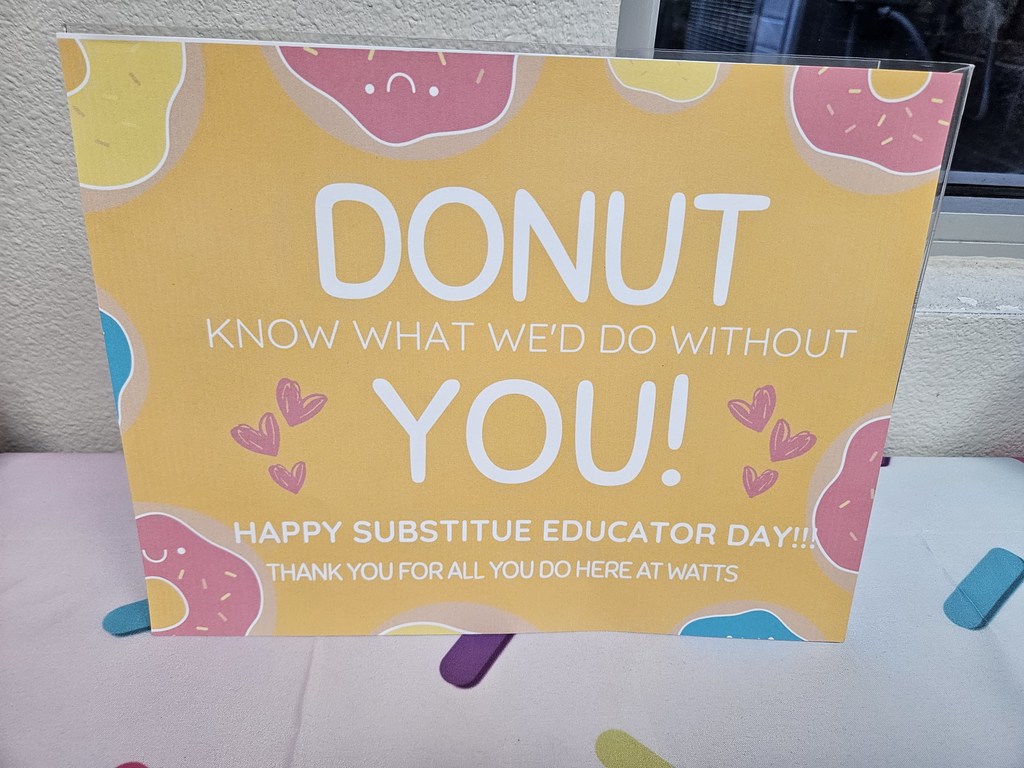 DONUT
KNOW WHAT WE'D DO WITHOUT
YOU!
HAPPY SUBSTITUE EDUCATOR DAY!!!
THANK YOU FOR ALL YOU DO HERE AT WATTS